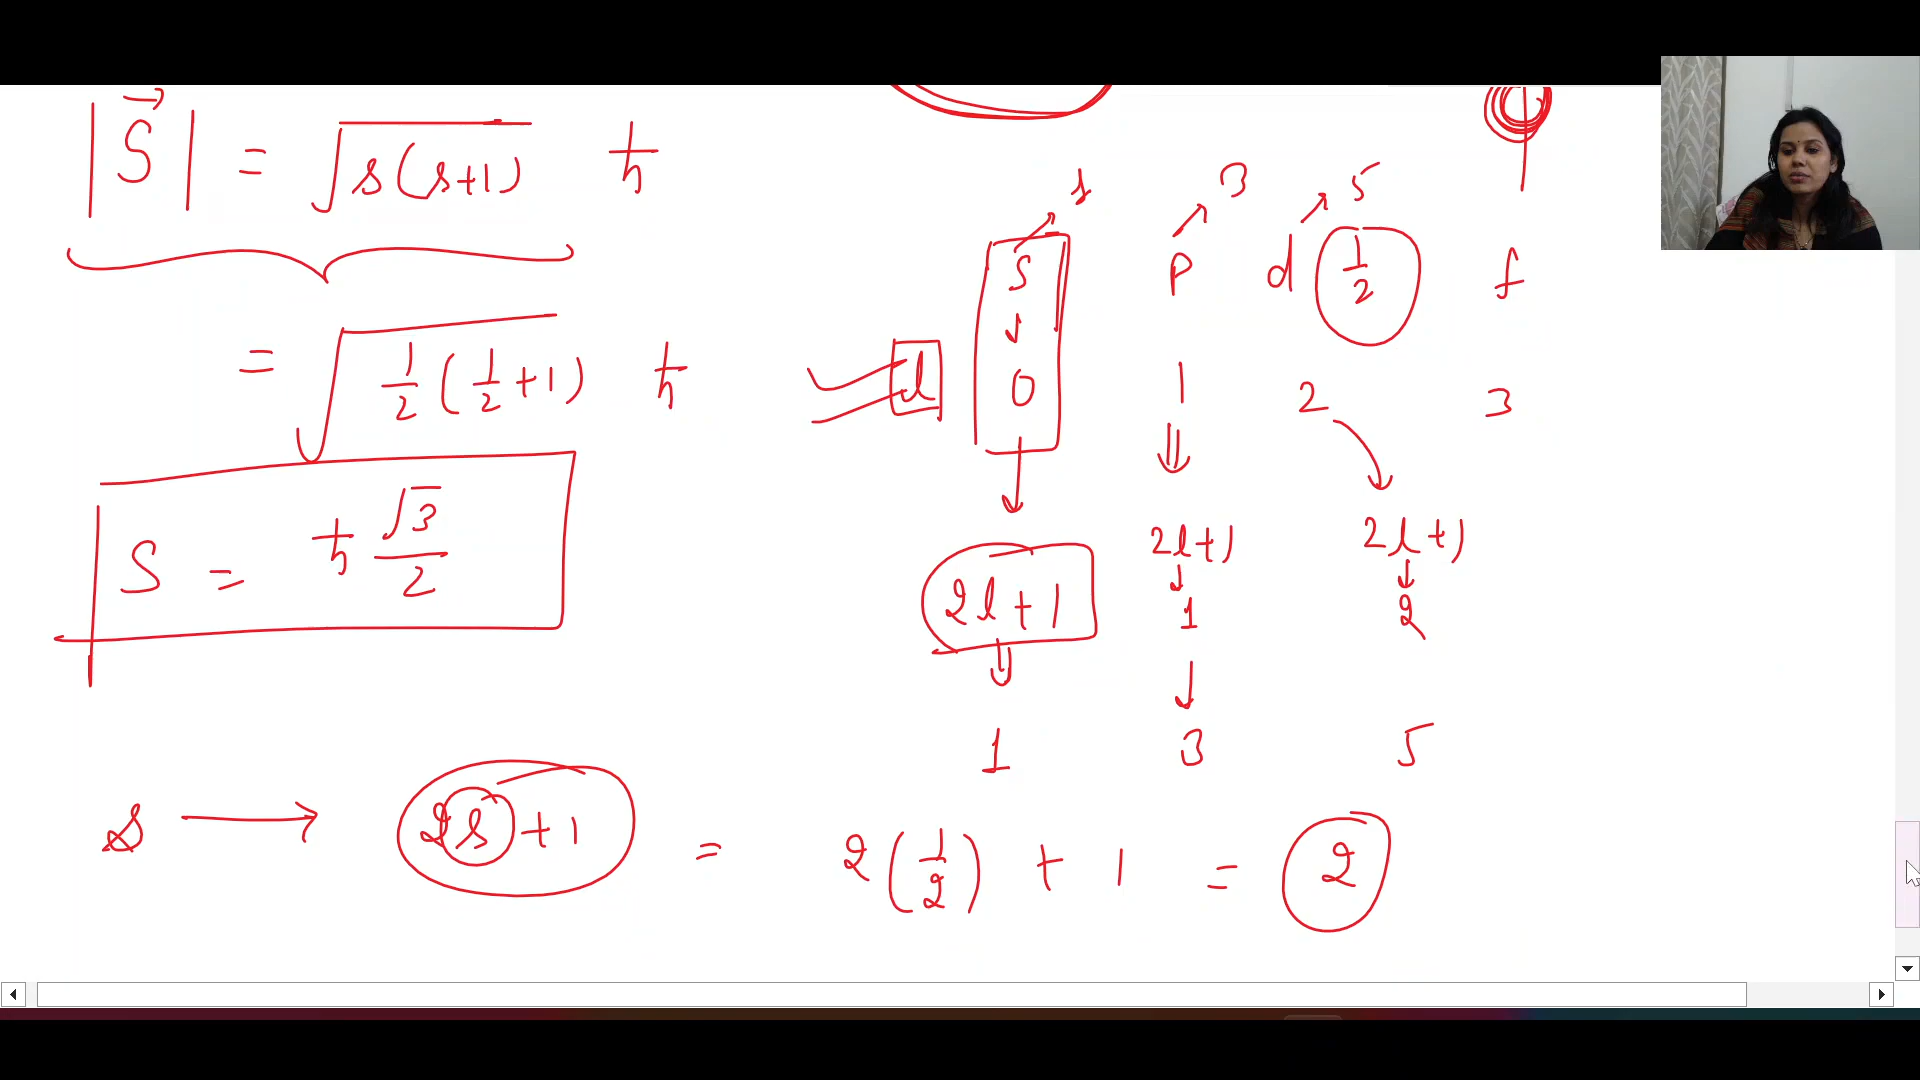 |S⃗| = √s(s+1) ħ
= √1/2(1/2+1) ħ
S = ħ √3/2
1 3 5
s p d 1/2 f
l 0 1 2 3
2l+1 2l+1 2l+1
1 2
1 3 5
s → 2s+1 = 2(1/2) + 1 = 2